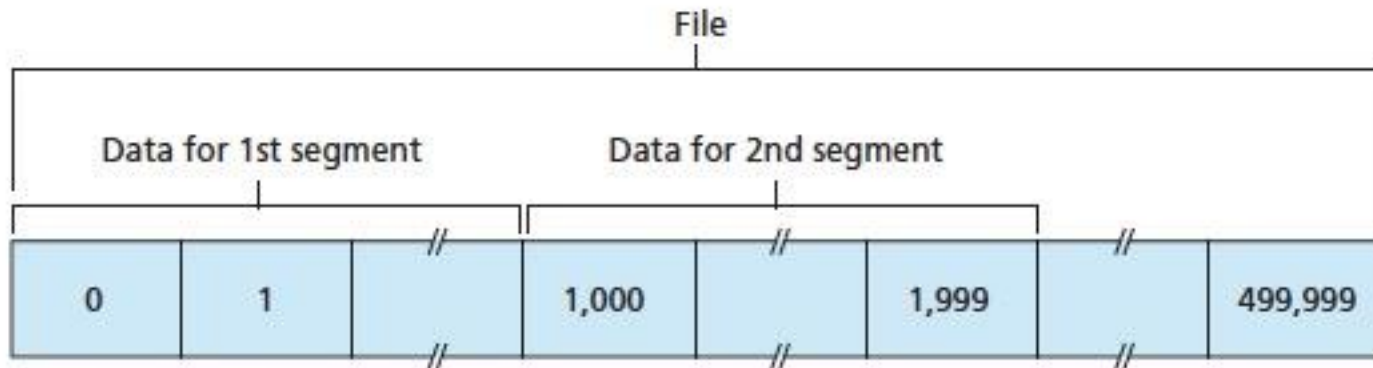 File
Data for 1st segment
Data for 2nd segment
0 1 1,000 1,999 499,999